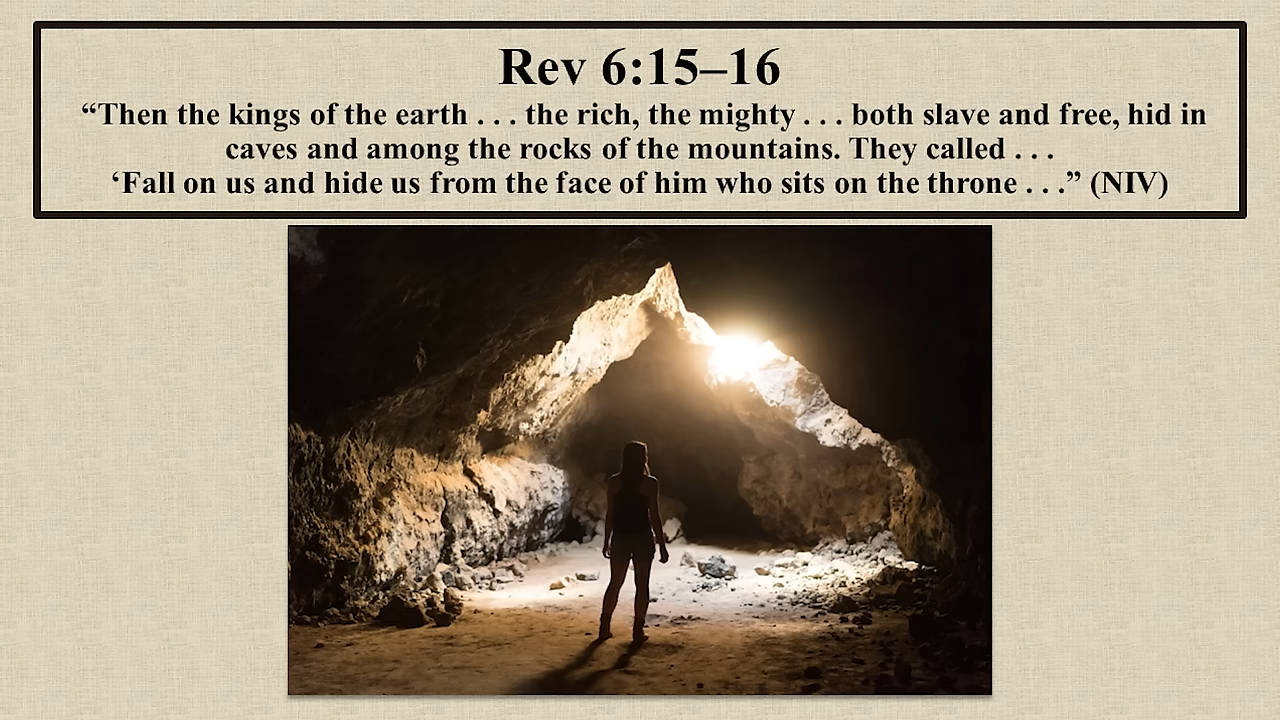 Rev 6:15–16
“Then the kings of the earth . . . the rich, the mighty . . . both slave and free, hid in
caves and among the rocks of the mountains. They called . . .
‘Fall on us and hide us from the face of him who sits on the throne . . .” (NIV)